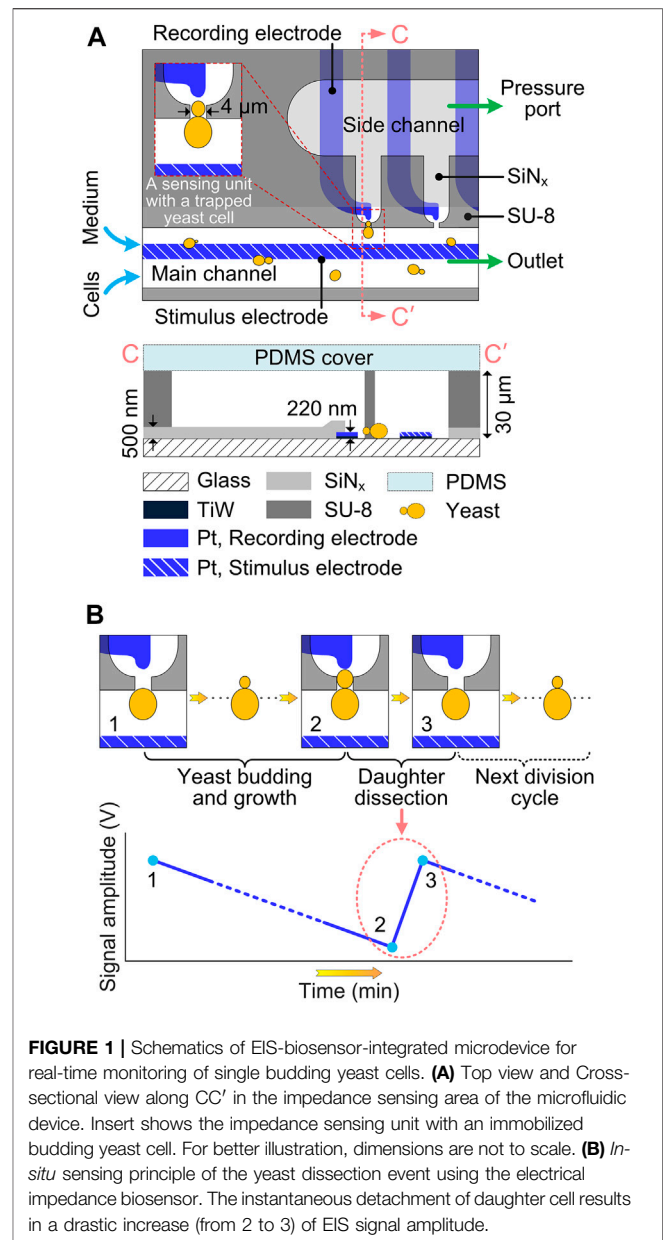 A
Recording electrode
C
4 µm
Side channel
Pressure
port
SiNx
SU-8
A sensing unit
with a trapped
yeast cell
Medium
Cells
Main channel
Outlet
Stimulus electrode
C′
C
PDMS cover
C′
500 nm
220 nm
30 µm
Glass
SiNx
PDMS
TiW
SU-8
Yeast
Pt, Recording electrode
Pt, Stimulus electrode
B
1
2
3
Yeast budding
and growth
Daughter
dissection
Next division
cycle
Signal amplitude (V)
1
2
3
Time (min)
FIGURE 1 | Schematics of EIS-biosensor-integrated microdevice for
real-time monitoring of single budding yeast cells. (A) Top view and Cross-
sectional view along CC′ in the impedance sensing area of the microfluidic
device. Insert shows the impedance sensing unit with an immobilized
budding yeast cell. For better illustration, dimensions are not to scale. (B) In-
situ sensing principle of the yeast dissection event using the electrical
impedance biosensor. The instantaneous detachment of daughter cell results
in a drastic increase (from 2 to 3) of EIS signal amplitude.